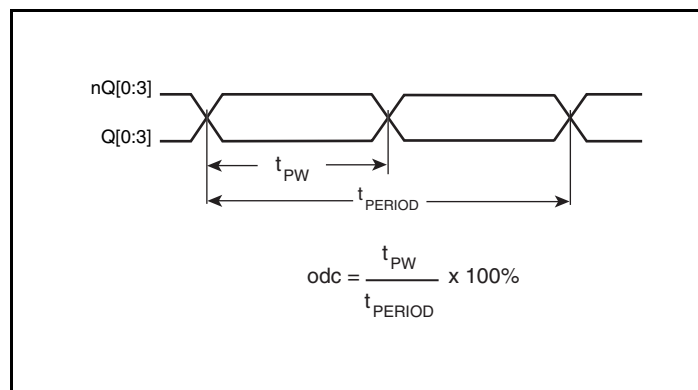 nQ[0:3]
Q[0:3]
tPW
tPERIOD
odc = tPW / tPERIOD x 100%